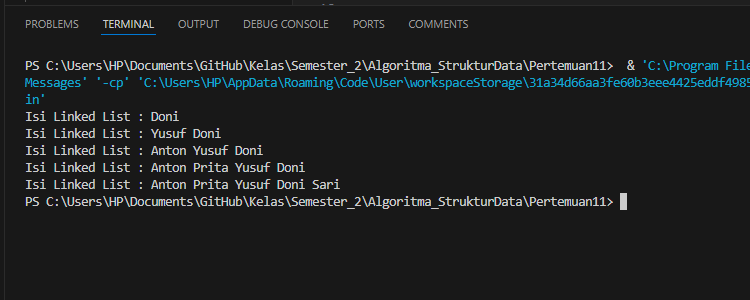 PROBLEMS TERMINAL OUTPUT DEBUG CONSOLE PORTS COMMENTS
PS C:\Users\HP\Documents\GitHub\Kelas\Semester_2\Algoritma_StrukturData\Pertemuan11> & 'C:\Program File
Messages' '-cp' 'C:\Users\HP\AppData\Roaming\Code\User\workspaceStorage\31a34d66aa3fe60b3eee4425eddf4985
in'
Isi Linked List : Doni
Isi Linked List : Yusuf Doni
Isi Linked List : Anton Yusuf Doni
Isi Linked List : Anton Prita Yusuf Doni
Isi Linked List : Anton Prita Yusuf Doni Sari
PS C:\Users\HP\Documents\GitHub\Kelas\Semester_2\Algoritma_StrukturData\Pertemuan11>